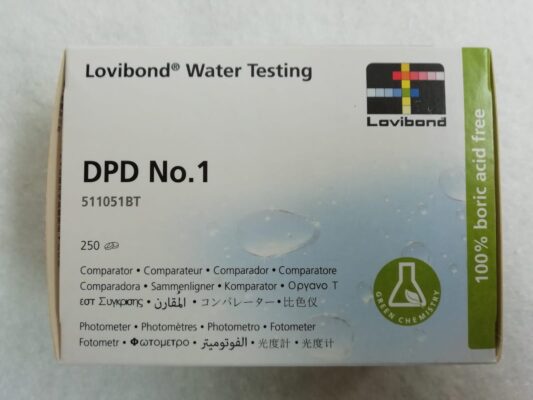 Lovibond® Water Testing
Lovibond
DPD No.1
511051BT
250
Comparator • Comparateur • Comparador • Comparatore
Comparadora • Sammenligner • Komparator • Οργανο Τ
εστ Συγκρισης • المُقارن • コンパレーター • 比色仪
Photometer • Photomètres • Photometro • Fotometer
Fotometr • Φωτομετρο • الفوتوميتر • 光度計 • 光度计
100% boric acid free
GREEN CHEMISTRY